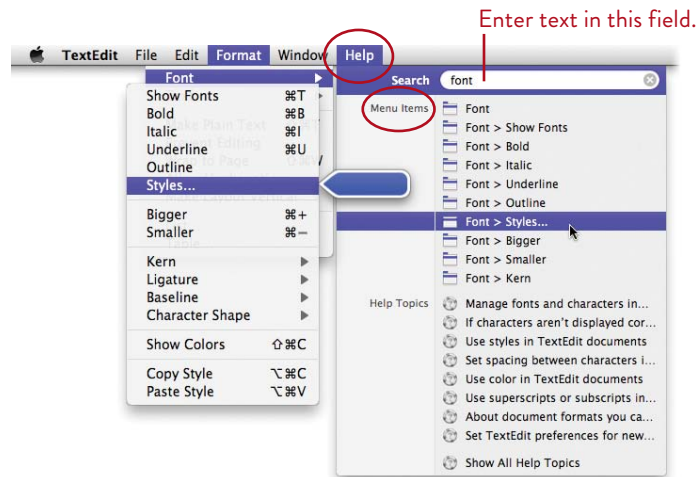 Enter text in this field.
TextEdit File Edit Format Window Help
Font
Show Fonts ⌘T
Bold ⌘B
Italic ⌘I
Underline ⌘U
Outline
Styles...
Bigger ⌘+
Smaller ⌘−
Kern
Ligature
Baseline
Character Shape
Show Colors ⇧⌘C
Copy Style ⌥⌘C
Paste Style ⌥⌘V
Search font
Menu Items Font
Font > Show Fonts
Font > Bold
Font > Italic
Font > Underline
Font > Outline
Font > Styles...
Font > Bigger
Font > Smaller
Font > Kern
Help Topics Manage fonts and characters in...
If characters aren't displayed cor...
Use styles in TextEdit documents
Set spacing between characters i...
Use color in TextEdit documents
Use superscripts or subscripts in...
About document formats you ca...
Set TextEdit preferences for new...
Show All Help Topics